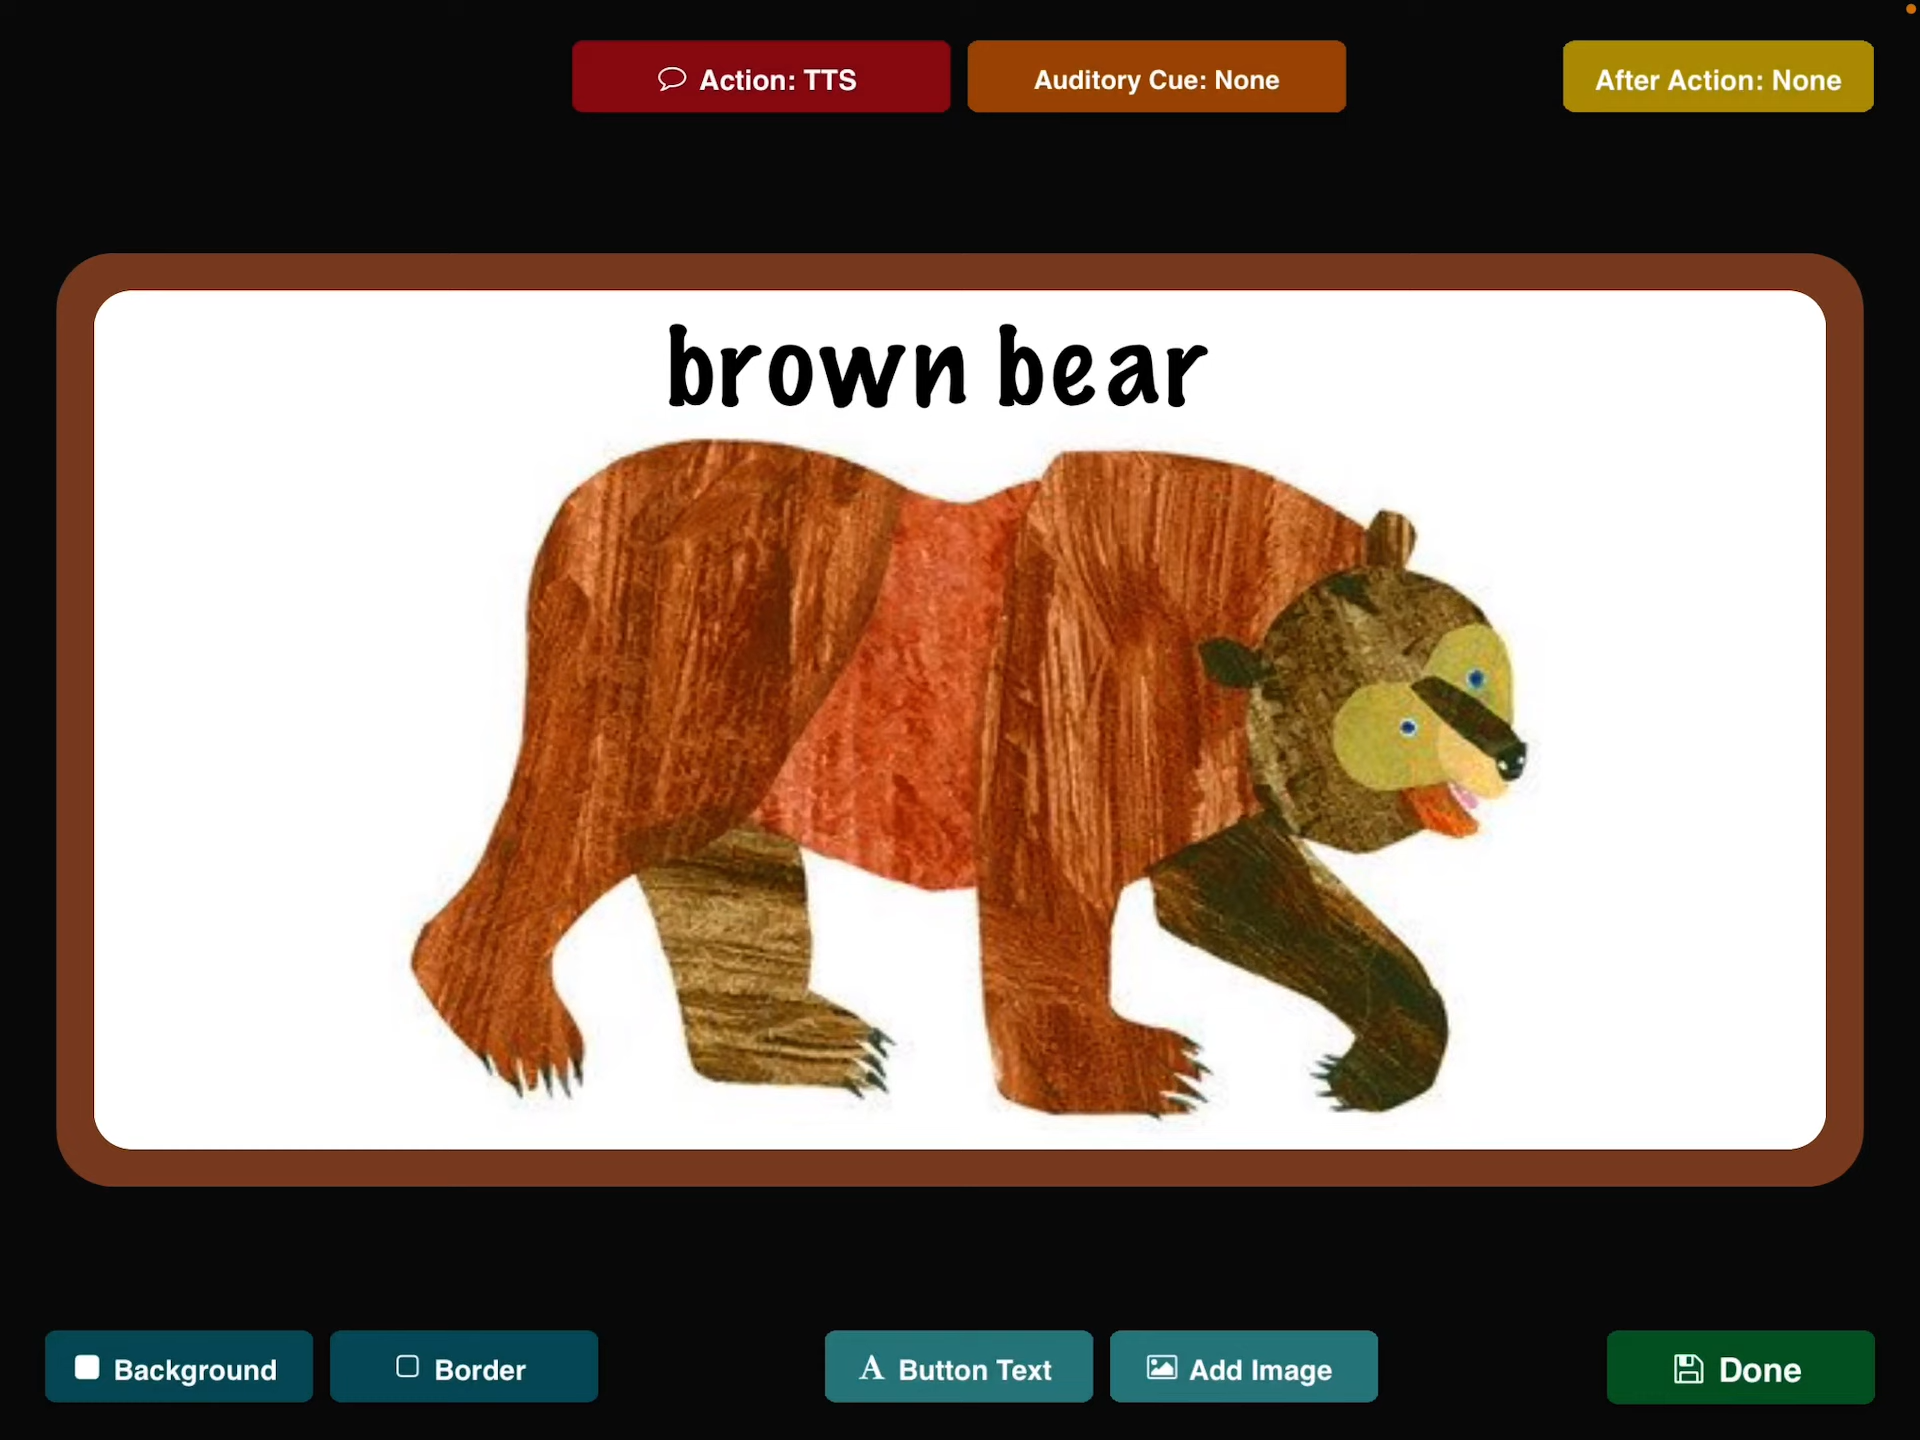 Action: TTS
Auditory Cue: None
After Action: None
brown bear
Background
Border
A Button Text
Add Image
Done